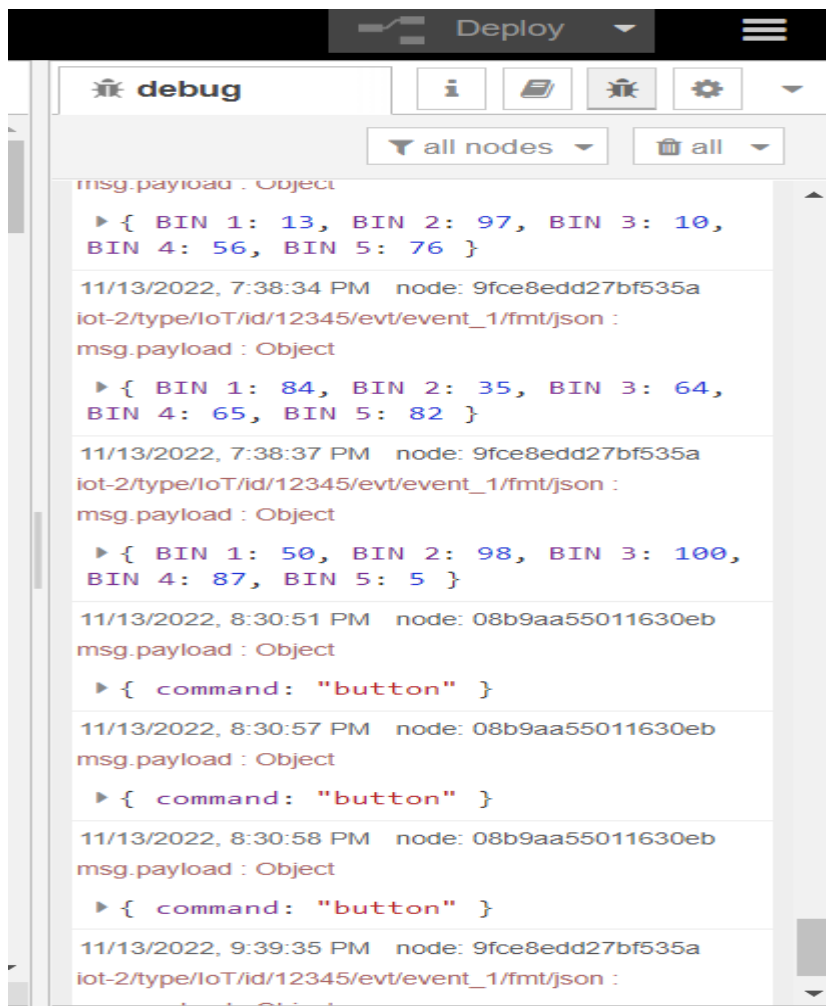 Deploy
debug
all nodes
all
msg.payload : Object
{ BIN 1: 13, BIN 2: 97, BIN 3: 10,
BIN 4: 56, BIN 5: 76 }
11/13/2022, 7:38:34 PM node: 9fce8edd27bf535a
iot-2/type/IoT/id/12345/evt/event_1/fmt/json :
msg.payload : Object
{ BIN 1: 84, BIN 2: 35, BIN 3: 64,
BIN 4: 65, BIN 5: 82 }
11/13/2022, 7:38:37 PM node: 9fce8edd27bf535a
iot-2/type/IoT/id/12345/evt/event_1/fmt/json :
msg.payload : Object
{ BIN 1: 50, BIN 2: 98, BIN 3: 100,
BIN 4: 87, BIN 5: 5 }
11/13/2022, 8:30:51 PM node: 08b9aa55011630eb
msg.payload : Object
{ command: "button" }
11/13/2022, 8:30:57 PM node: 08b9aa55011630eb
msg.payload : Object
{ command: "button" }
11/13/2022, 8:30:58 PM node: 08b9aa55011630eb
msg.payload : Object
{ command: "button" }
11/13/2022, 9:39:35 PM node: 9fce8edd27bf535a
iot-2/type/IoT/id/12345/evt/event_1/fmt/json :